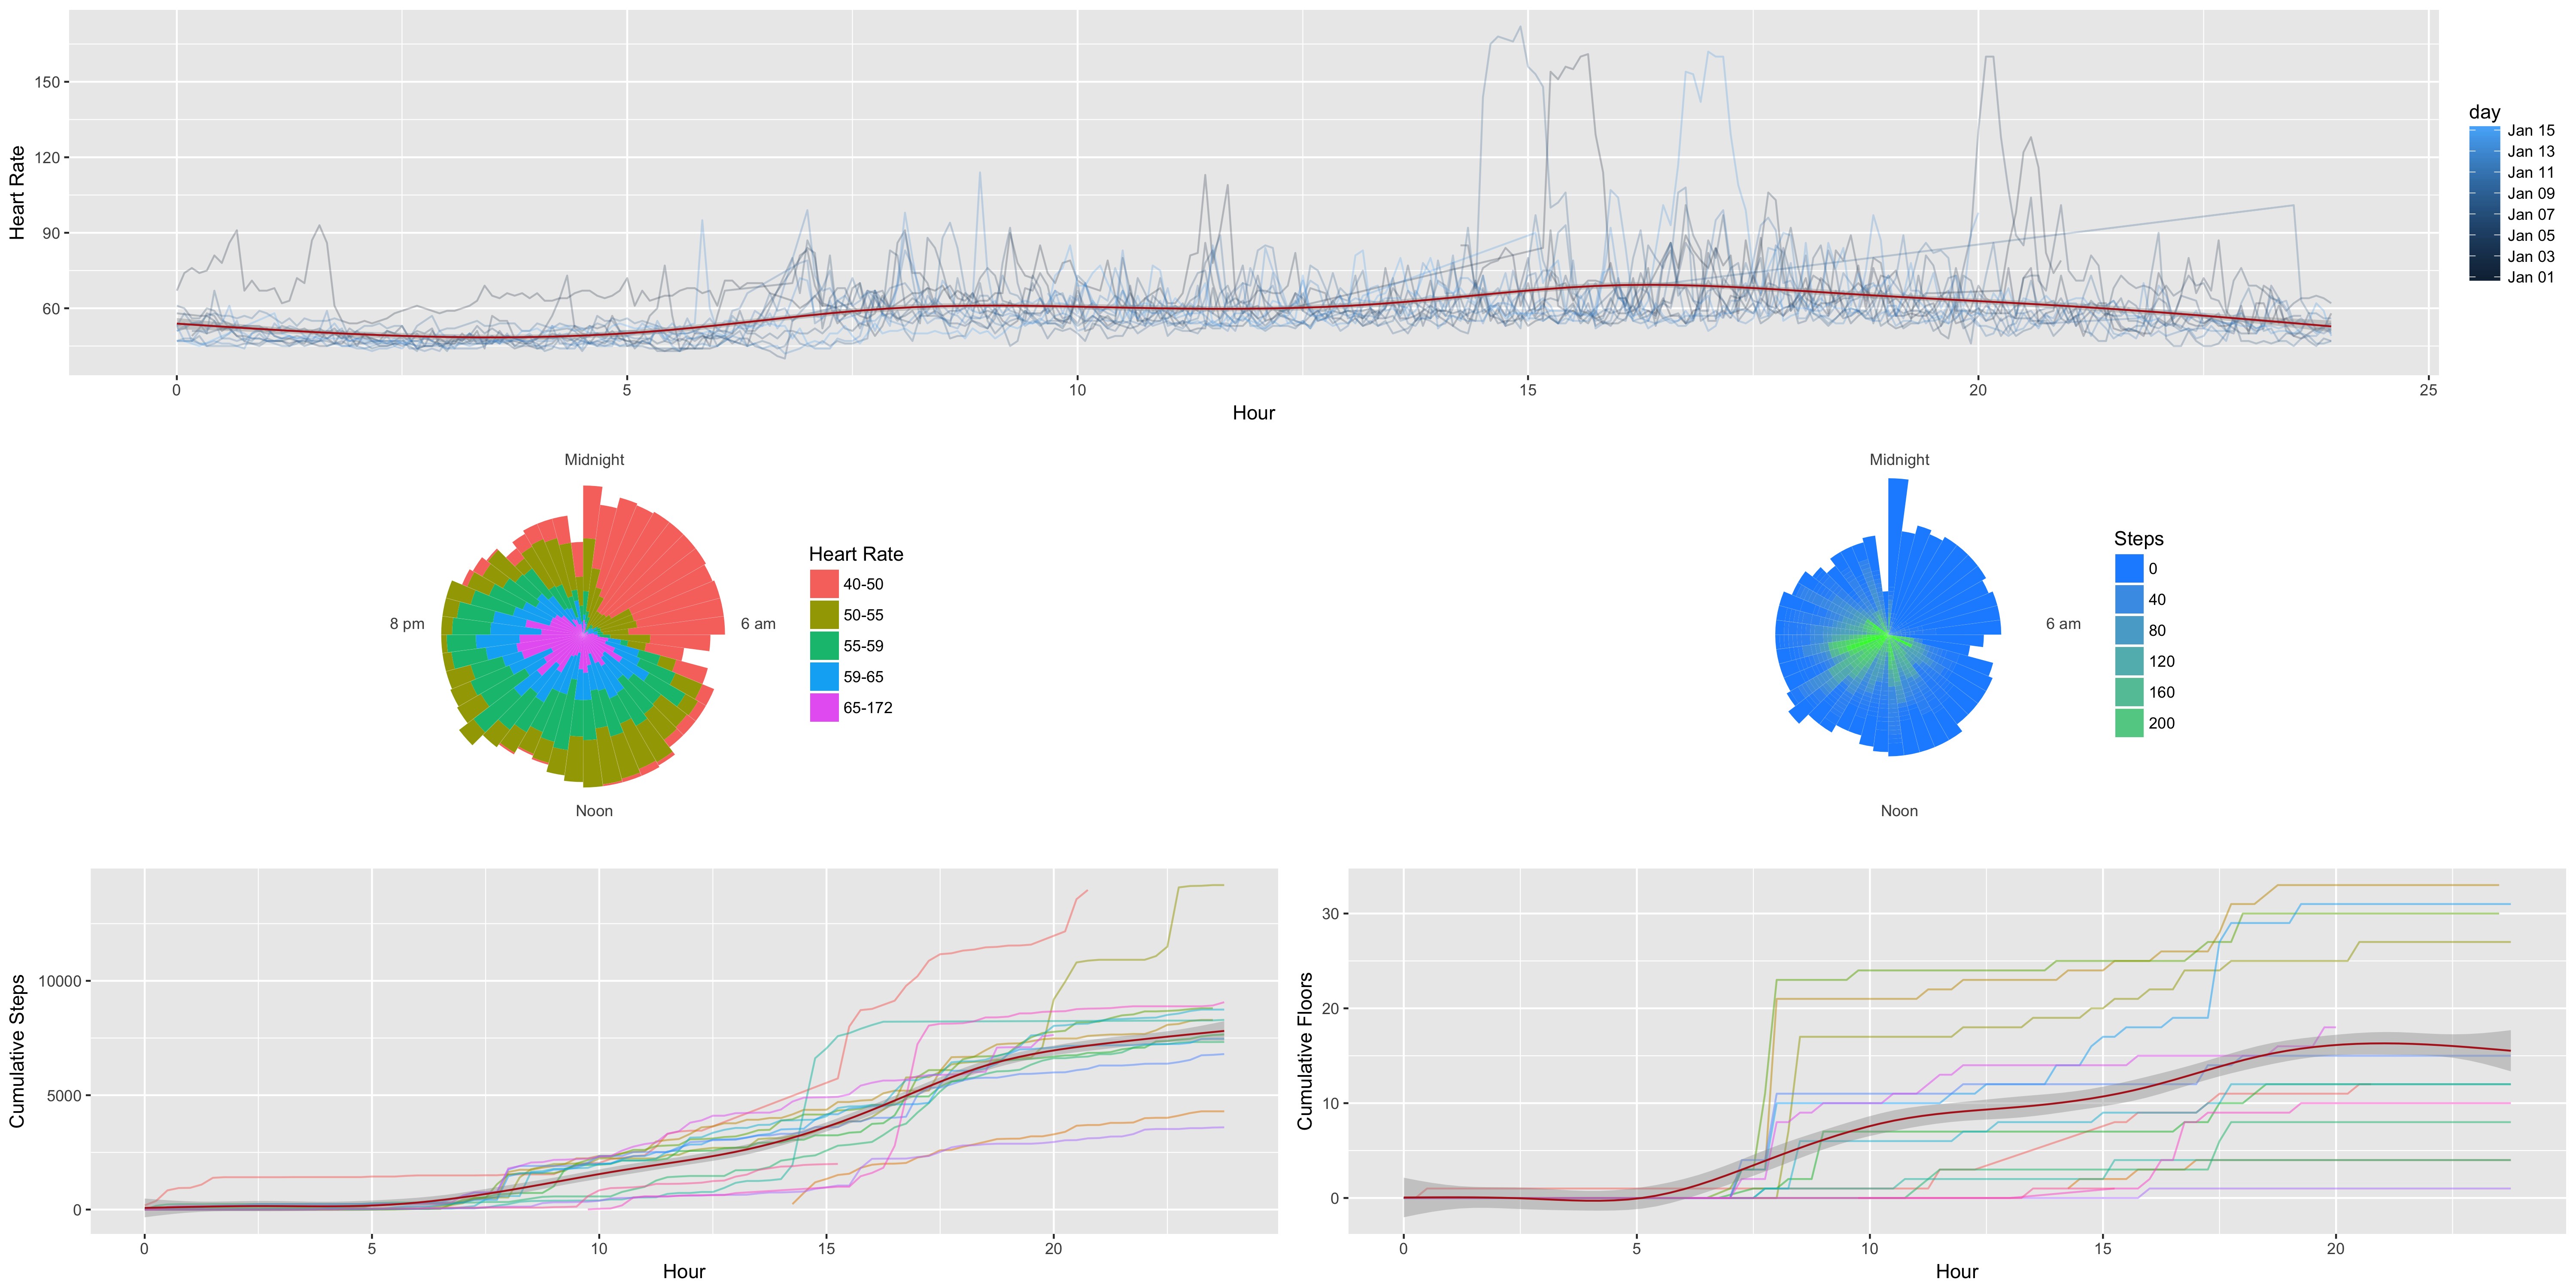 Heart Rate
150
120
90
60
0
5
10
15
20
25
Hour
day
Jan 15
Jan 13
Jan 11
Jan 09
Jan 07
Jan 05
Jan 03
Jan 01
Midnight
8 pm
6 am
Noon
Heart Rate
40-50
50-55
55-59
59-65
65-172
Midnight
6 am
Noon
Steps
0
40
80
120
160
200
Cumulative Steps
10000
5000
0
0
5
10
15
20
Hour
Cumulative Floors
30
20
10
0
0
5
10
15
20
Hour